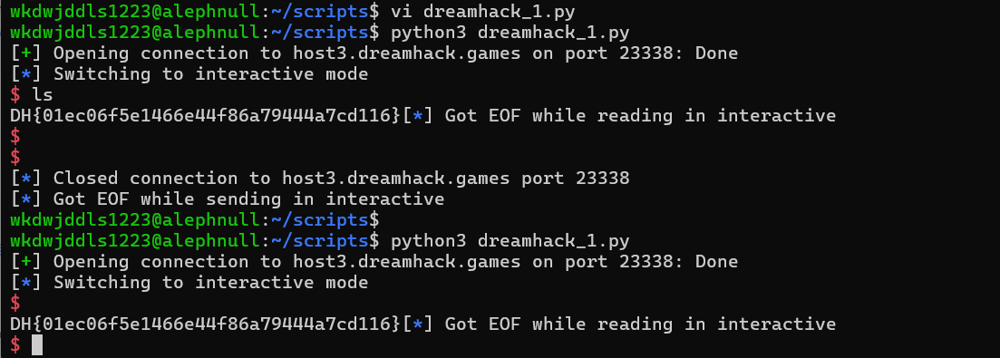 wkdwjddls1223@alephnull:~/scripts$ vi dreamhack_1.py
wkdwjddls1223@alephnull:~/scripts$ python3 dreamhack_1.py
[+] Opening connection to host3.dreamhack.games on port 23338: Done
[*] Switching to interactive mode
$ ls
DH{01ec06f5e1466e44f86a79444a7cd116}[*] Got EOF while reading in interactive
$
$
[*] Closed connection to host3.dreamhack.games port 23338
[*] Got EOF while sending in interactive
wkdwjddls1223@alephnull:~/scripts$
wkdwjddls1223@alephnull:~/scripts$ python3 dreamhack_1.py
[+] Opening connection to host3.dreamhack.games on port 23338: Done
[*] Switching to interactive mode
$
DH{01ec06f5e1466e44f86a79444a7cd116}[*] Got EOF while reading in interactive
$